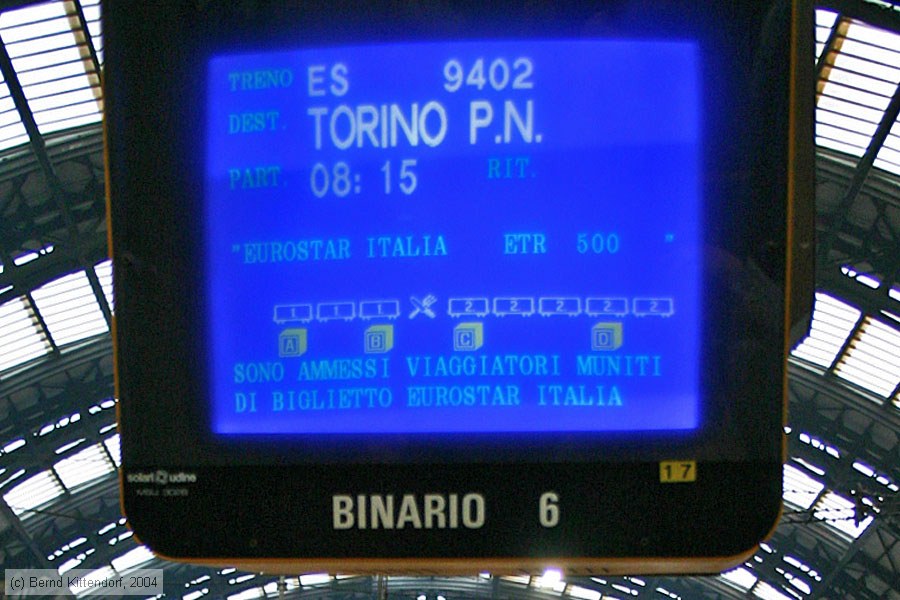 TRENO ES 9402
DEST. TORINO P.N.
PART. 08:15 RIT.
"EUROSTAR ITALIA ETR 500 "
1 1 1 2 2 2 2 2
A B C D
SONO AMMESSI VIAGGIATORI MUNITI
DI BIGLIETTO EUROSTAR ITALIA
solari udine
17
BINARIO 6
(c) Bernd Kittendorf, 2004